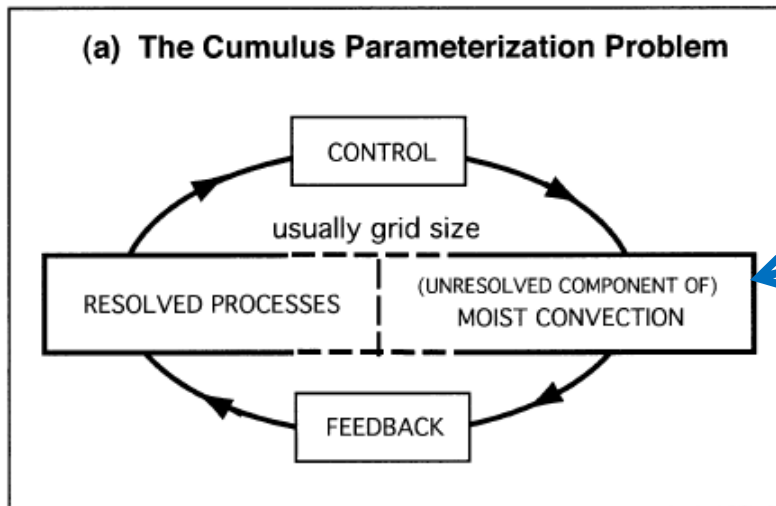 (a) The Cumulus Parameterization Problem
CONTROL
usually grid size
RESOLVED PROCESSES
(UNRESOLVED COMPONENT OF)
MOIST CONVECTION
FEEDBACK